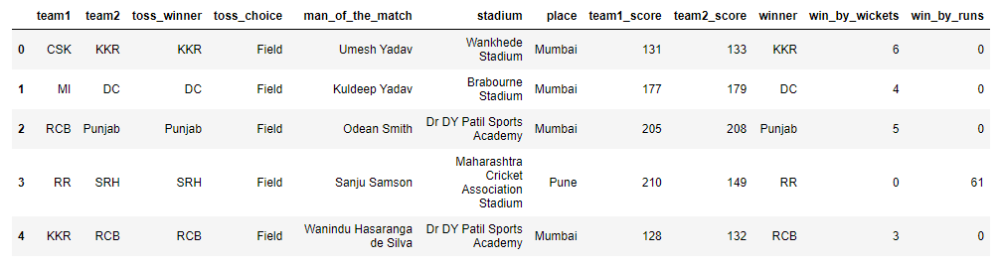 team1 team2 toss_winner toss_choice man_of_the_match stadium place team1_score team2_score winner win_by_wickets win_by_runs
0 CSK KKR KKR Field Umesh Yadav Wankhede Stadium Mumbai 131 133 KKR 6 0
1 MI DC DC Field Kuldeep Yadav Brabourne Stadium Mumbai 177 179 DC 4 0
2 RCB Punjab Punjab Field Odean Smith Dr DY Patil Sports Academy Mumbai 205 208 Punjab 5 0
3 RR SRH SRH Field Sanju Samson Maharashtra Cricket Association Stadium Pune 210 149 RR 0 61
4 KKR RCB RCB Field Wanindu Hasaranga de Silva Dr DY Patil Sports Academy Mumbai 128 132 RCB 3 0